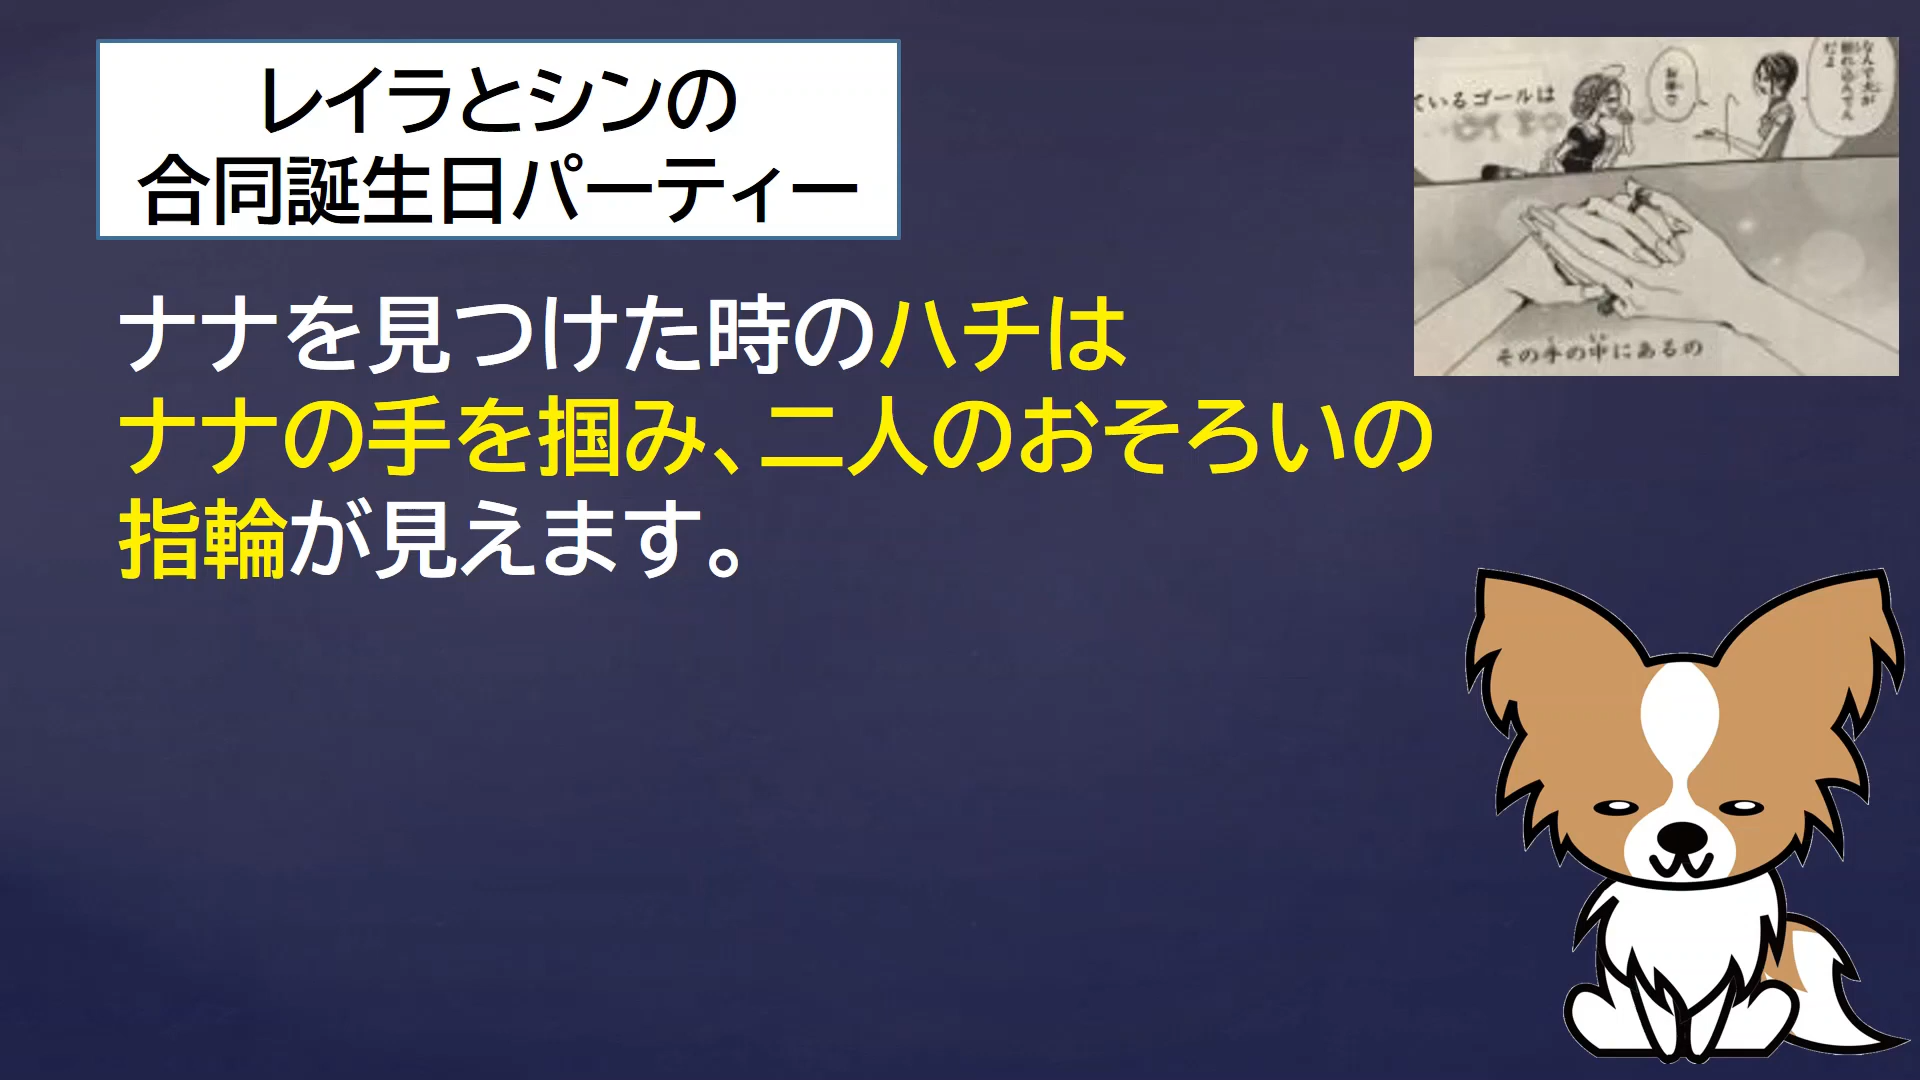 レイラとシンの
合同誕生日パーティー
ナナを見つけた時のハチは
ナナの手を掴み、二人のおそろいの
指輪が見えます。
ているゴールは
その手の中にあるの